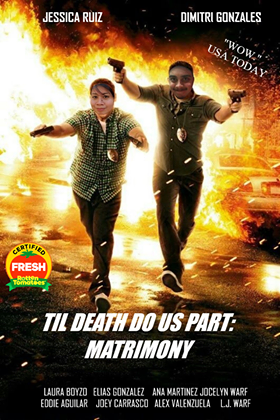 JESSICA RUIZ DIMITRI GONZALES
"WOW."
USA TODAY
CERTIFIED
FRESH
Rotten
Tomatoes
TIL DEATH DO US PART:
MATRIMONY
LAURA BOYZO ELIAS GONZALEZ ANA MARTINEZ JOCELYN WARF
EDDIE AGUILAR JOEY CARRASCO ALEX VALENZUELA L.J. WARF